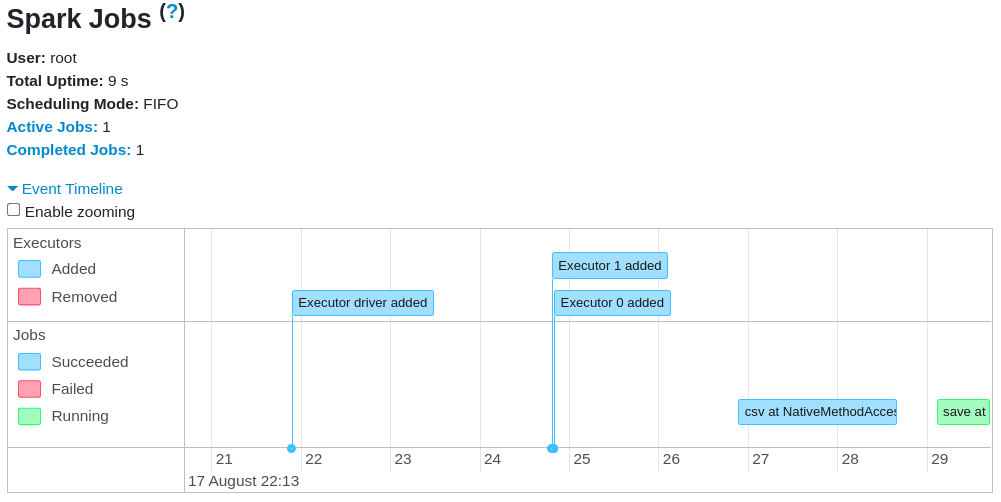 Spark Jobs (?)
User: root
Total Uptime: 9 s
Scheduling Mode: FIFO
Active Jobs: 1
Completed Jobs: 1
Event Timeline
Enable zooming
Executors
Added
Removed
Executor driver added
Executor 1 added
Executor 0 added
Jobs
Succeeded
Failed
Running
csv at NativeMethodAcces
save at
21 22 23 24 25 26 27 28 29
17 August 22:13